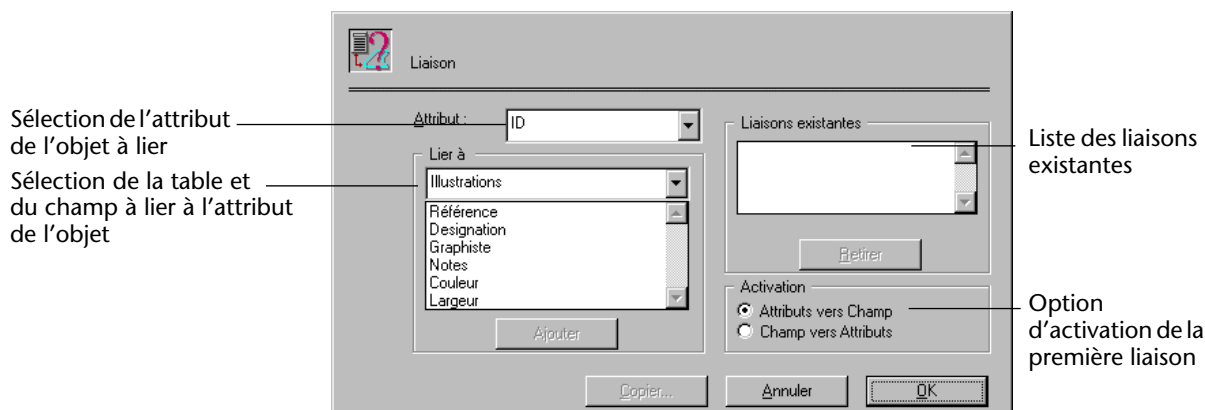 Liaison
Sélection de l'attribut
de l'objet à lier
Sélection de la table et
du champ à lier à l'attribut
de l'objet
Attribut :
ID
Lier à
Illustrations
Référence
Designation
Graphiste
Notes
Couleur
Largeur
Ajouter
Liaisons existantes
Retirer
Activation
Attributs vers Champ
Champ vers Attributs
Copier...
Annuler
OK
Liste des liaisons
existantes
Option
d'activation de la
première liaison